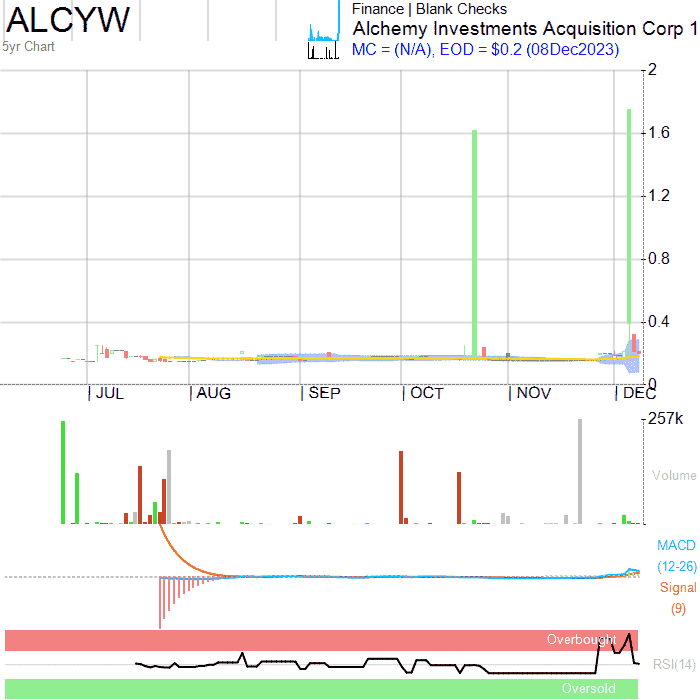 ALCYW
5yr Chart
Finance | Blank Checks
Alchemy Investments Acquisition Corp 1
MC = (N/A), EOD = $0.2 (08Dec2023)
2
1.6
1.2
0.8
0.4
0
JUL
AUG
SEP
OCT
NOV
DEC
257k
Volume
MACD
(12-26)
Signal
(9)
Overbought
RSI(14)
Oversold